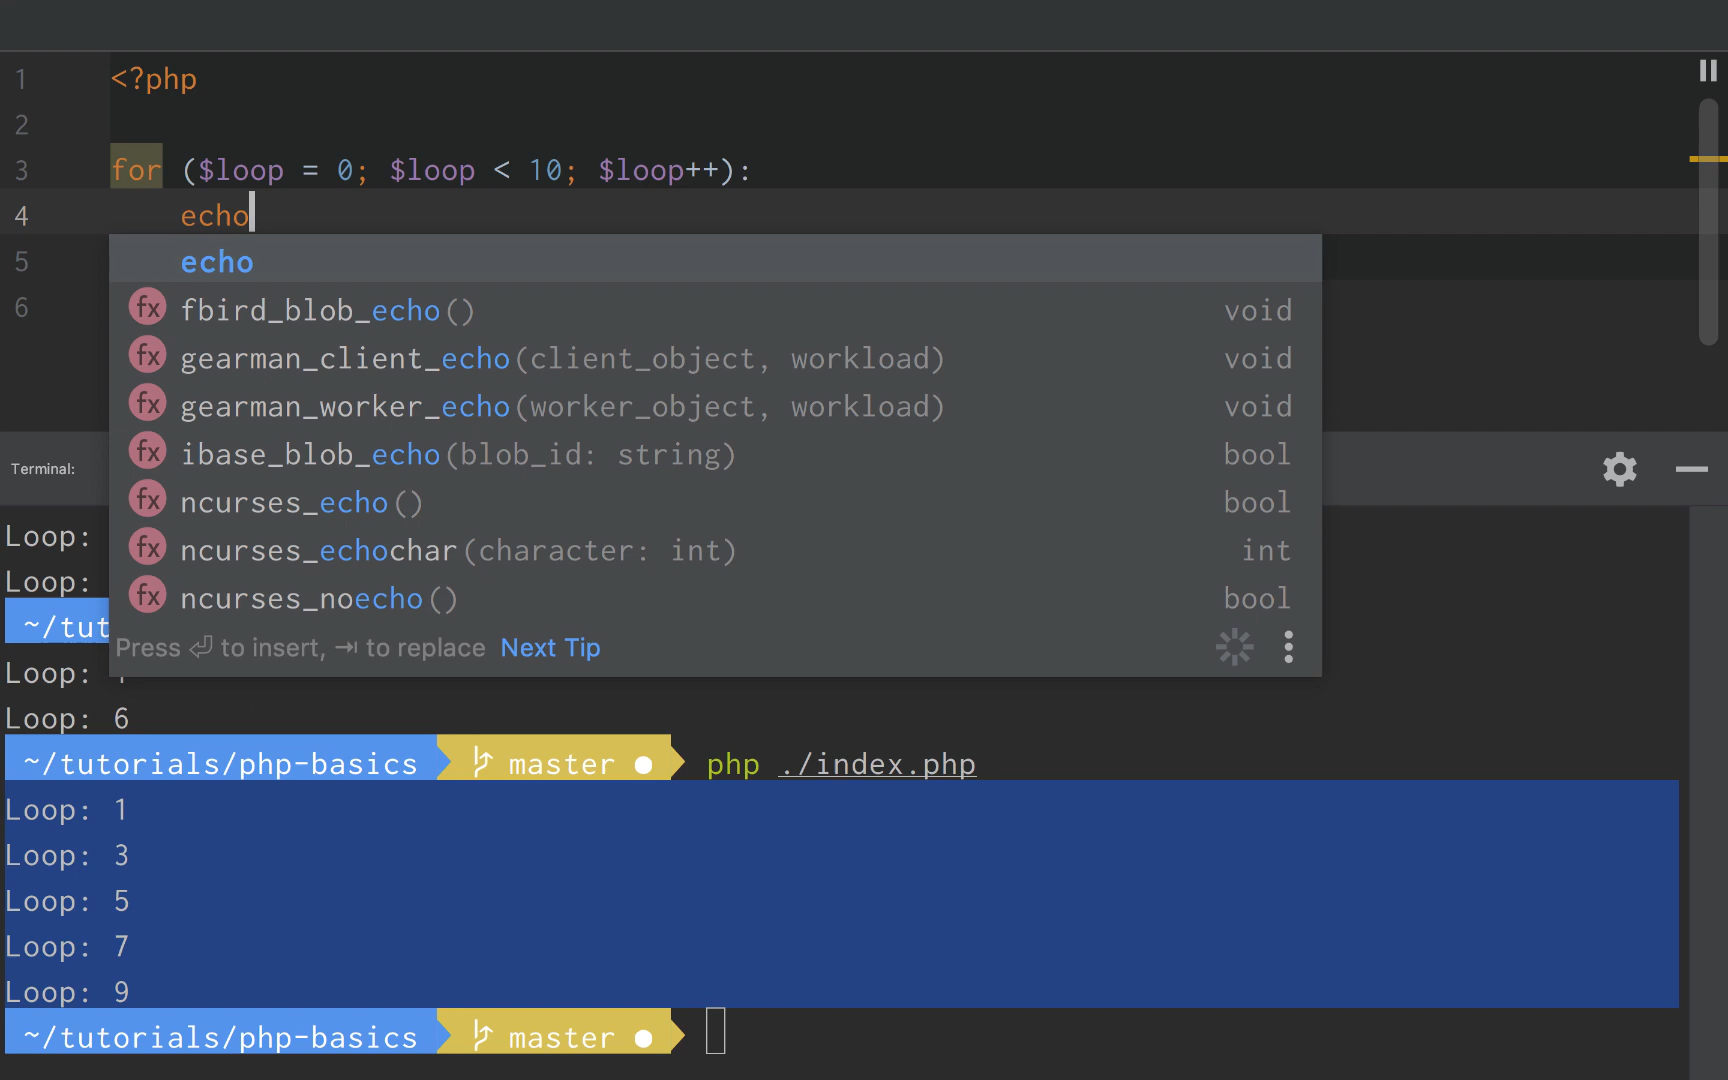 1 <?php
2
3 for ($loop = 0; $loop < 10; $loop++):
4 echo
5 echo
6 fx fbird_blob_echo() void
fx gearman_client_echo(client_object, workload) void
fx gearman_worker_echo(worker_object, workload) void
fx ibase_blob_echo(blob_id: string) bool
fx ncurses_echo() bool
fx ncurses_echochar(character: int) int
fx ncurses_noecho() bool
Press ⏎ to insert, ⇥ to replace Next Tip
Terminal:
Loop:
Loop:
~/tut
Loop:
Loop: 6
~/tutorials/php-basics master ● php ./index.php
Loop: 1
Loop: 3
Loop: 5
Loop: 7
Loop: 9
~/tutorials/php-basics master ●